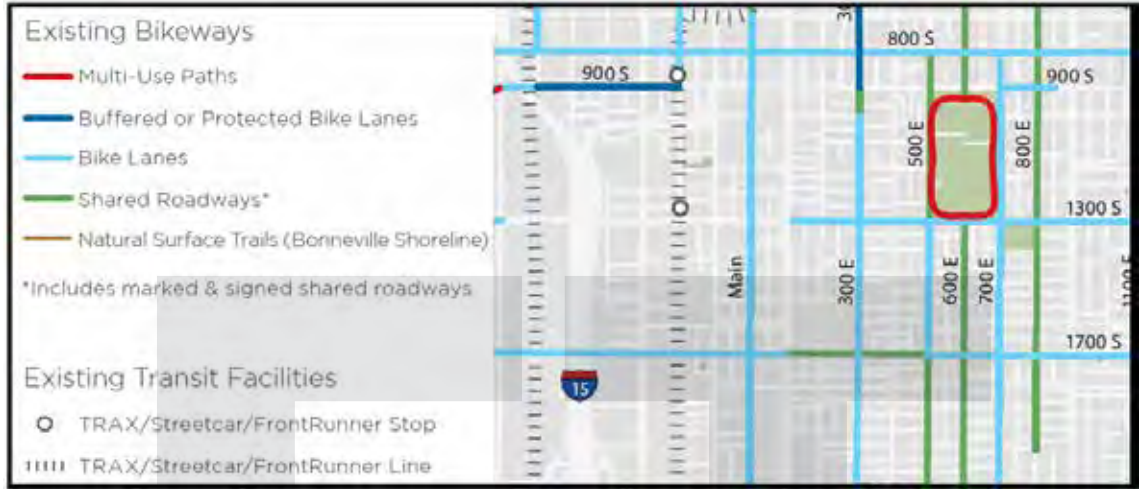 Existing Bikeways
Multi-Use Paths
Buffered or Protected Bike Lanes
Bike Lanes
Shared Roadways*
Natural Surface Trails (Bonneville Shoreline)
*Includes marked & signed shared roadways
Existing Transit Facilities
TRAX/Streetcar/FrontRunner Stop
TRAX/Streetcar/FrontRunner Line
800 S
900 S
900 S
500 E
800 E
1300 S
Main
300 E
600 E
700 E
1700 S
15